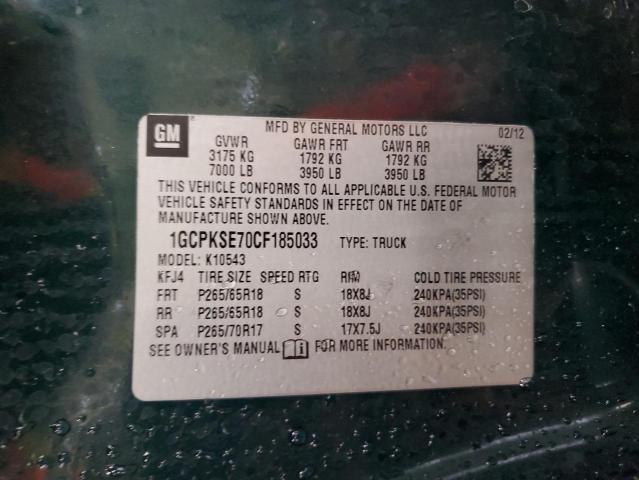 GM
MFD BY GENERAL MOTORS LLC 02/12
GVWR GAWR FRT GAWR RR
3175 KG 1792 KG 1792 KG
7000 LB 3950 LB 3950 LB
THIS VEHICLE CONFORMS TO ALL APPLICABLE U.S. FEDERAL MOTOR
VEHICLE SAFETY STANDARDS IN EFFECT ON THE DATE OF
MANUFACTURE SHOWN ABOVE.
1GCPKSE70CF185033 TYPE: TRUCK
MODEL: K10543
KFJ4 TIRE SIZE SPEED RTG RIM COLD TIRE PRESSURE
FRT P265/65R18 S 18X8J 240KPA(35PSI)
RR P265/65R18 S 18X8J 240KPA(35PSI)
SPA P265/70R17 S 17X7.5J 240KPA(35PSI)
SEE OWNER'S MANUAL FOR MORE INFORMATION.